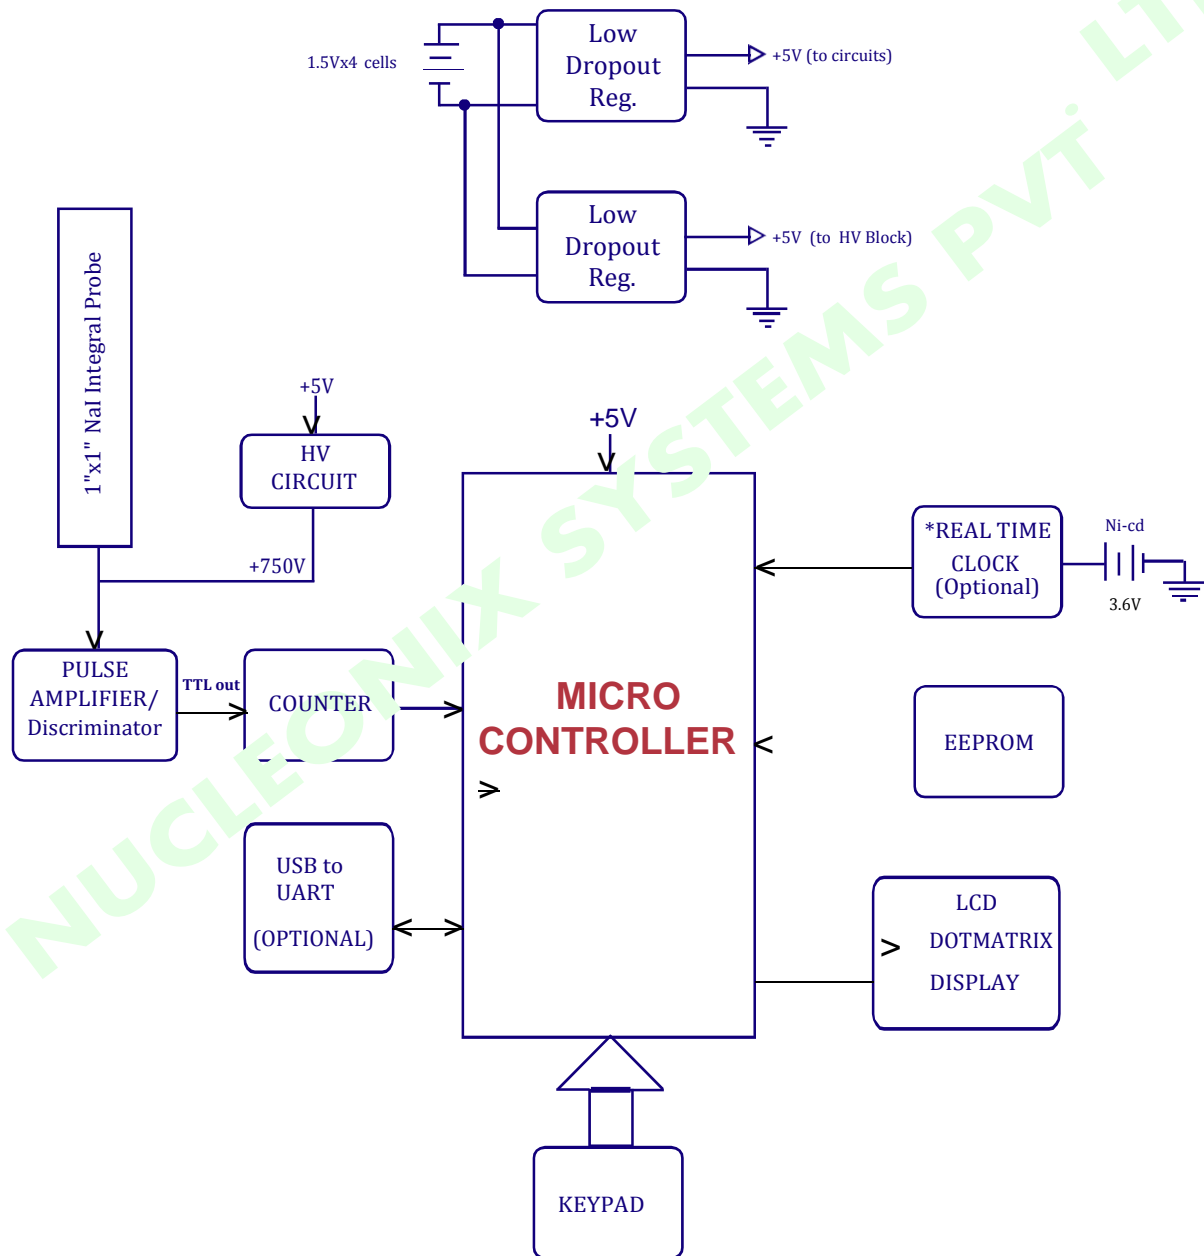 Low
Dropout
Reg.
1.5Vx4 cells
+5V (to circuits)
Low
Dropout
Reg.
+5V (to HV Block)
1"x1" NaI Integral Probe
+5V
HV
CIRCUIT
+750V
+5V
*REAL TIME
CLOCK
(Optional)
Ni-cd
3.6V
PULSE
AMPLIFIER/
Discriminator
TTL out
COUNTER
MICRO
CONTROLLER
EEPROM
USB to
UART
(OPTIONAL)
LCD
DOTMATRIX
DISPLAY
KEYPAD
NUCLEONIX SYSTEMS PVT. LT